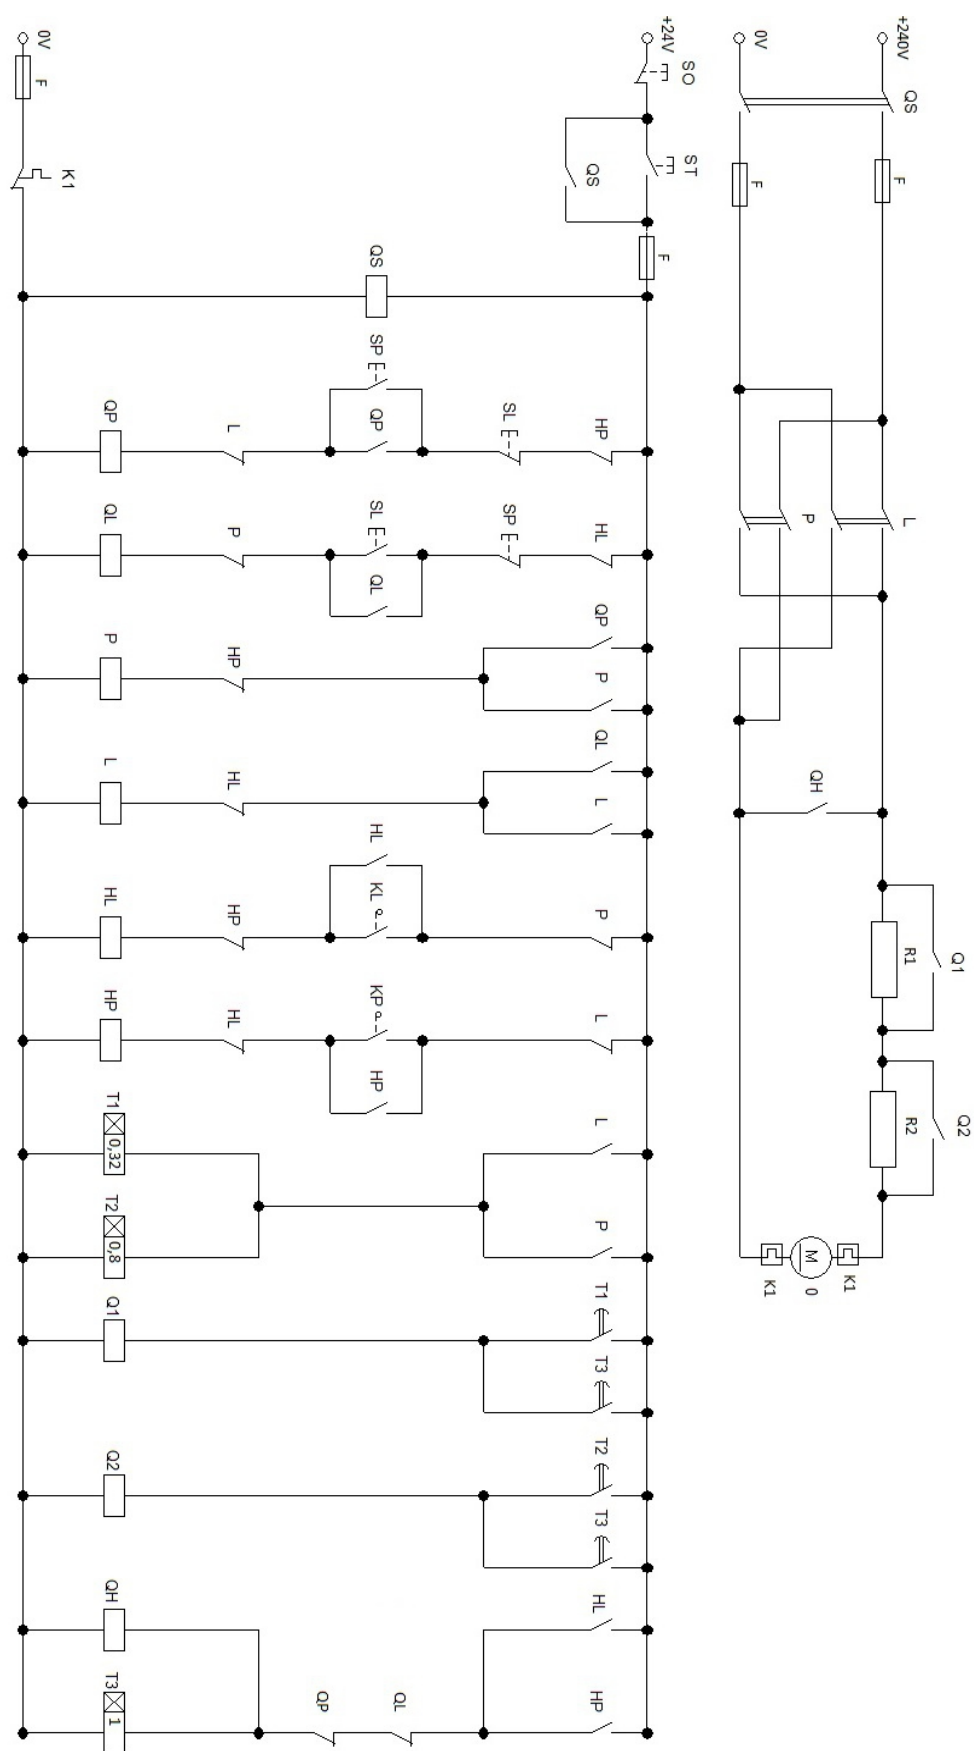 +240V
QS
F
0V
F
L
P
QH
Q1
R1
Q2
R2
K1
M
0
K1
+24V
SO
ST
QS
F
QS
HP
SL
SP
QP
L
QP
HL
SP
SL
QL
P
QL
QP
P
HP
P
QL
L
HL
L
P
HL
KL
HP
HL
L
KP
HP
HL
HP
L
P
T1
0,32
T2
0,8
T1
T3
Q1
T2
T3
Q2
HL
HP
QL
QP
QH
T3
1
0V
F
K1